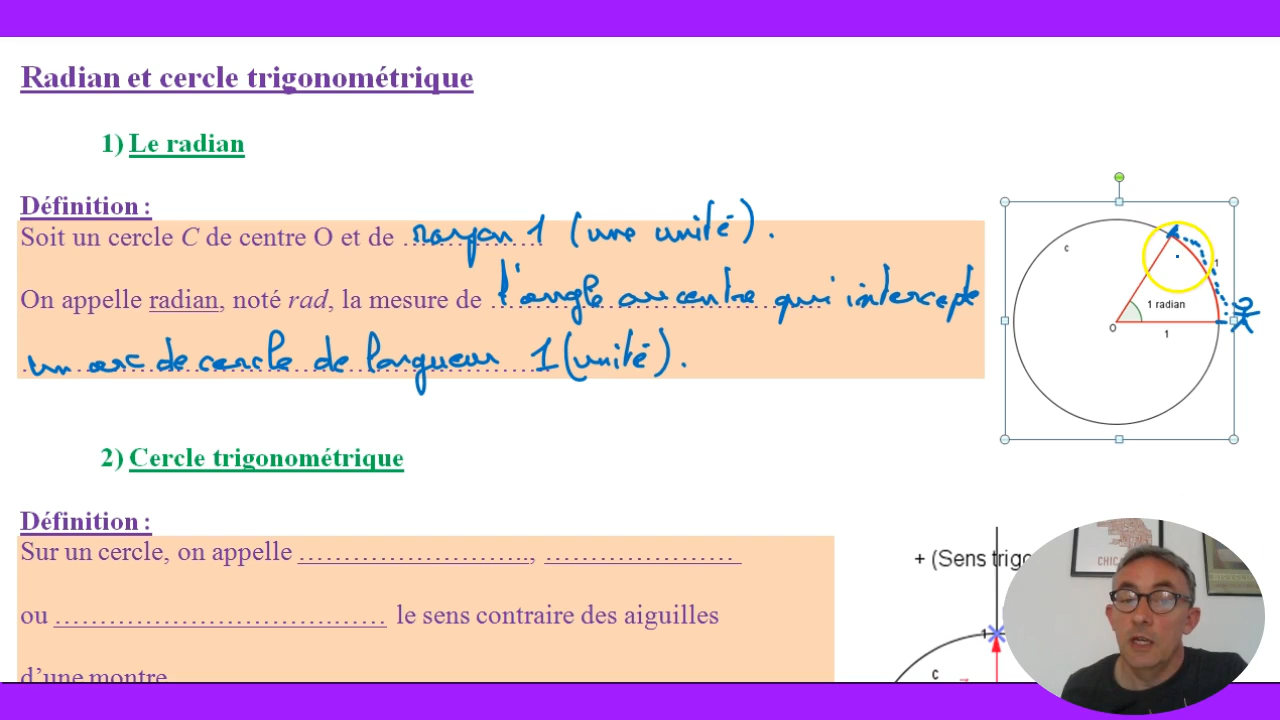 Radian et cercle trigonométrique
1) Le radian
Définition :
Soit un cercle C de centre O et de rayon 1 (une unité).
On appelle radian, noté rad, la mesure de l'angle au centre qui intercepte
un arc de cercle de longueur 1 (unité).
c
1
1 radian
O
1
2) Cercle trigonométrique
Définition :
Sur un cercle, on appelle ……………………..., …………………
ou ………………………….…… le sens contraire des aiguilles
d'une montre
+ (Sens trigo
1
c
CHIC